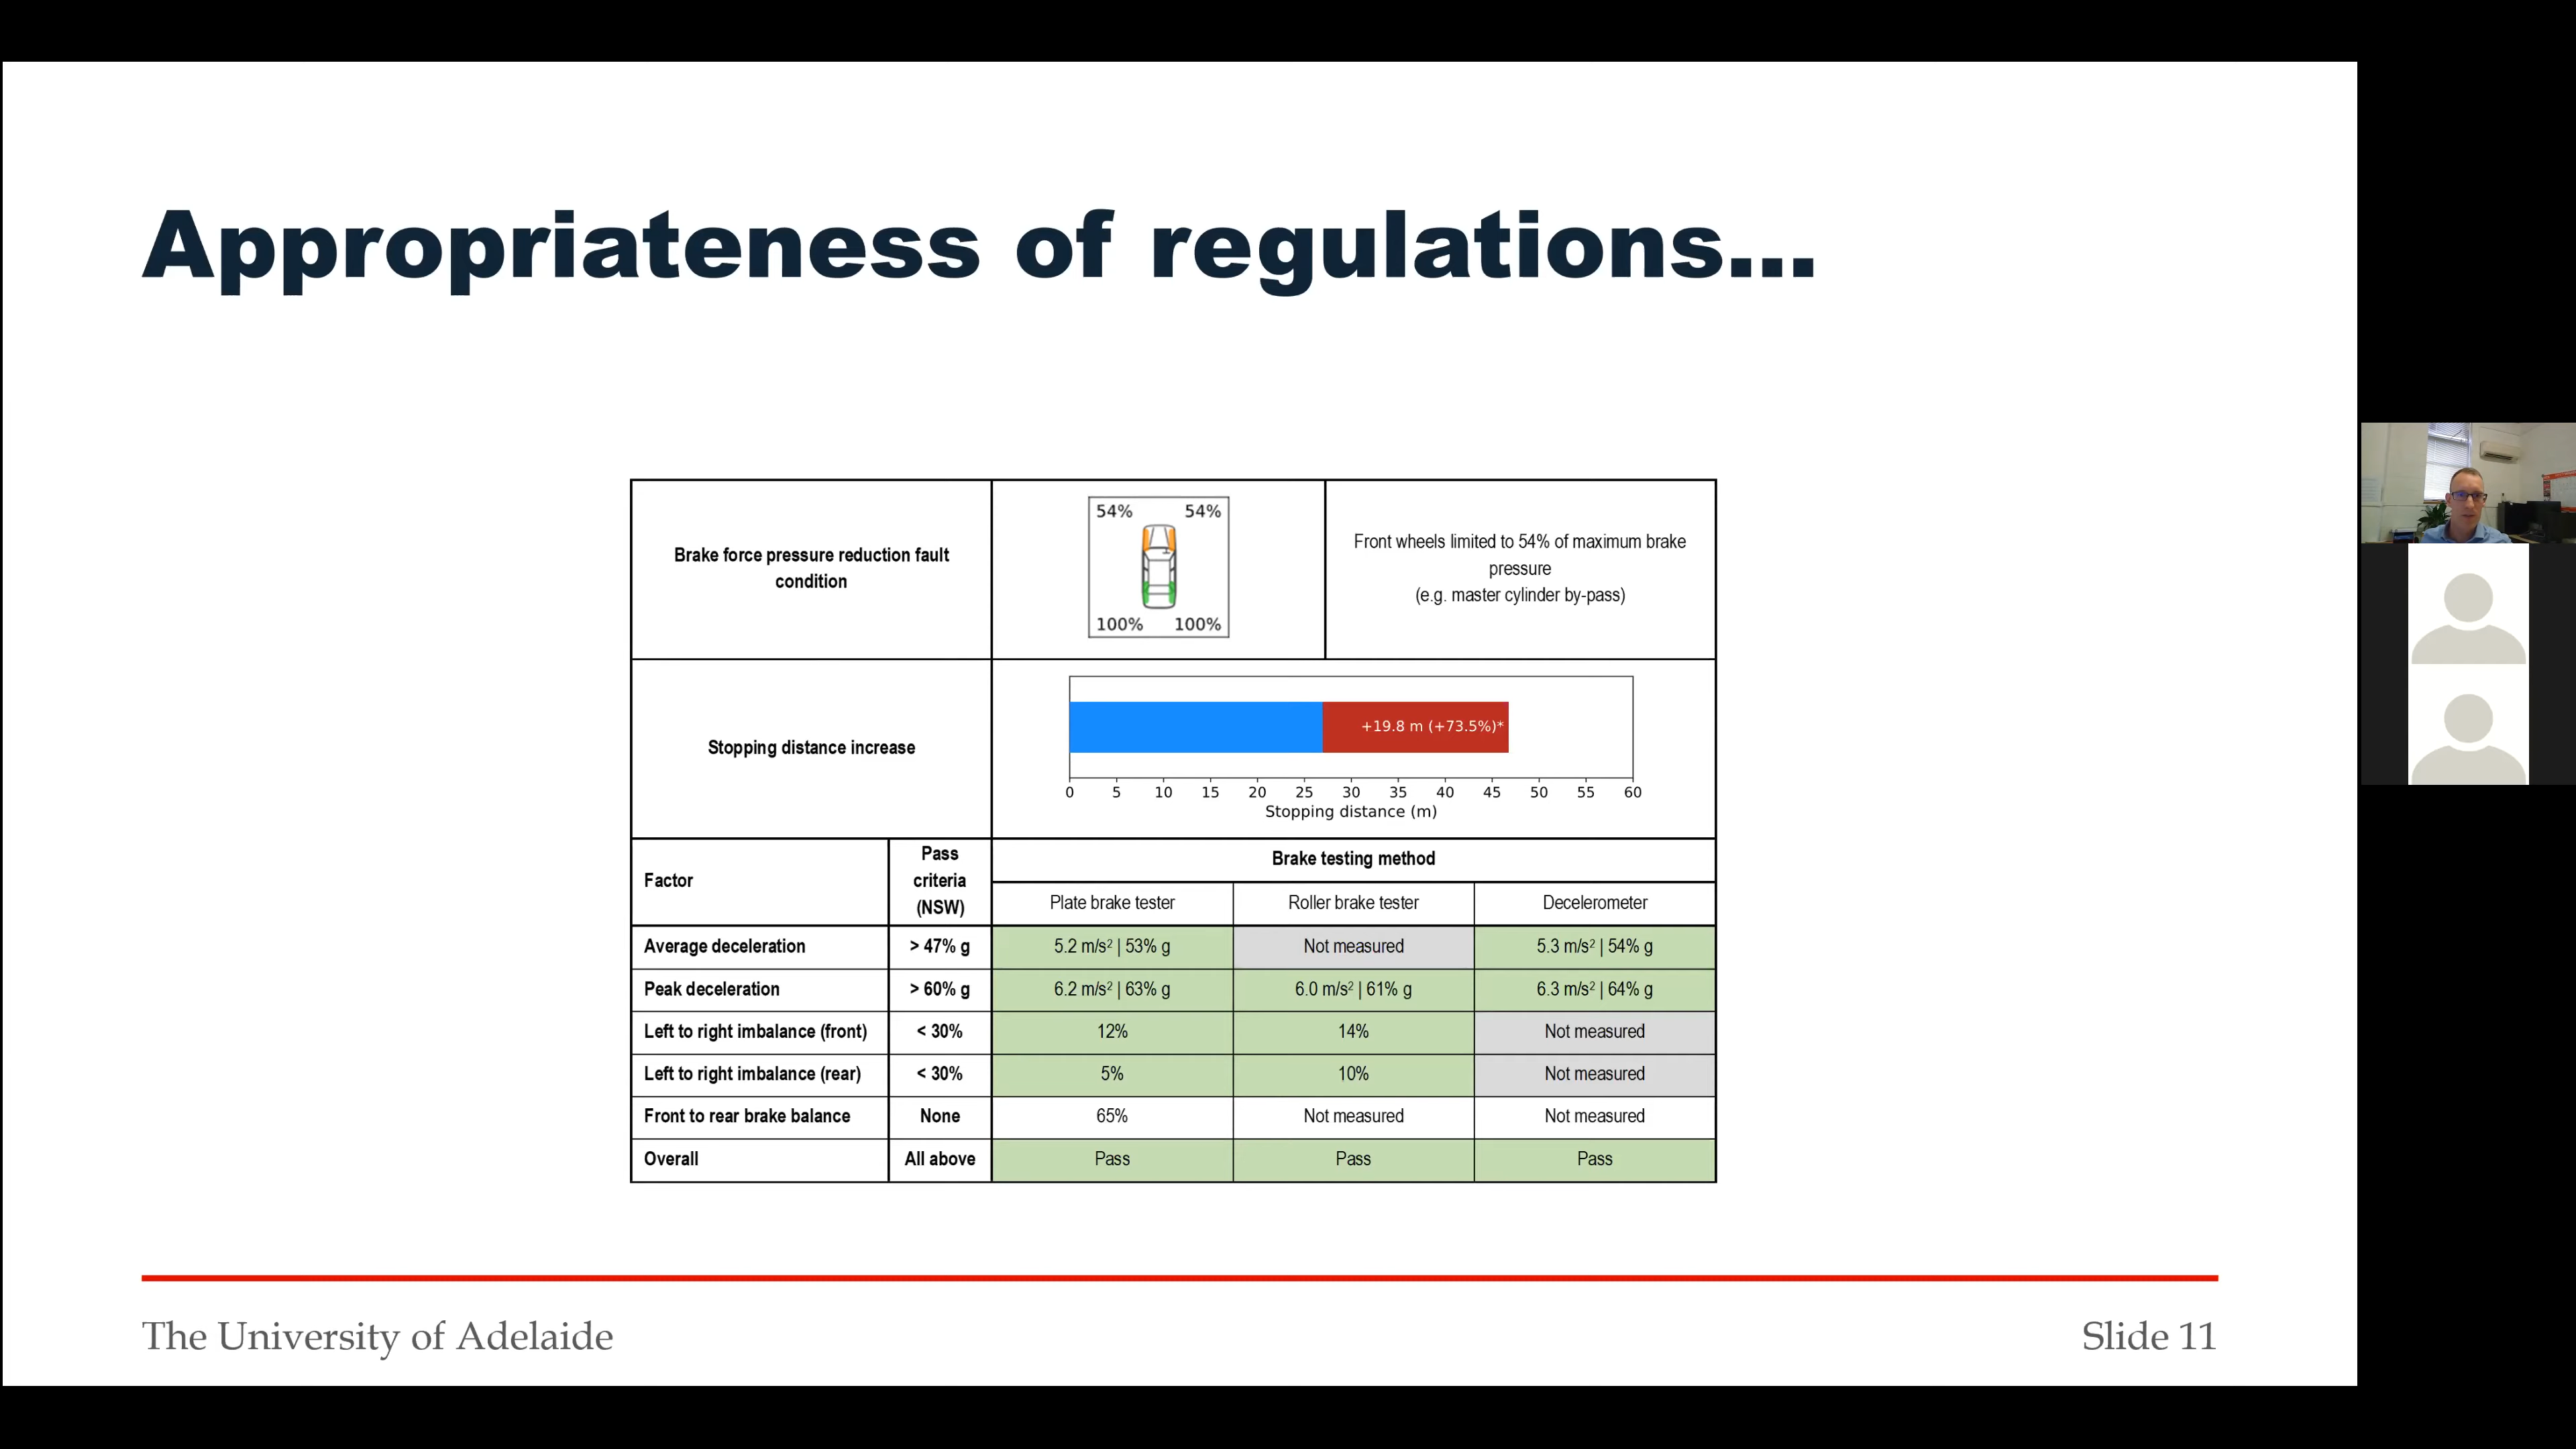 Appropriateness of regulations...
Brake force pressure reduction fault
condition
54% 54%
100% 100%
Front wheels limited to 54% of maximum brake
pressure
(e.g. master cylinder by-pass)
Stopping distance increase
+19.8 m (+73.5%)*
0 5 10 15 20 25 30 35 40 45 50 55 60
Stopping distance (m)
Factor
Pass
criteria
(NSW)
Brake testing method
Plate brake tester Roller brake tester Decelerometer
Average deceleration > 47% g 5.2 m/s² | 53% g Not measured 5.3 m/s² | 54% g
Peak deceleration > 60% g 6.2 m/s² | 63% g 6.0 m/s² | 61% g 6.3 m/s² | 64% g
Left to right imbalance (front) < 30% 12% 14% Not measured
Left to right imbalance (rear) < 30% 5% 10% Not measured
Front to rear brake balance None 65% Not measured Not measured
Overall All above Pass Pass Pass
The University of Adelaide
Slide 11